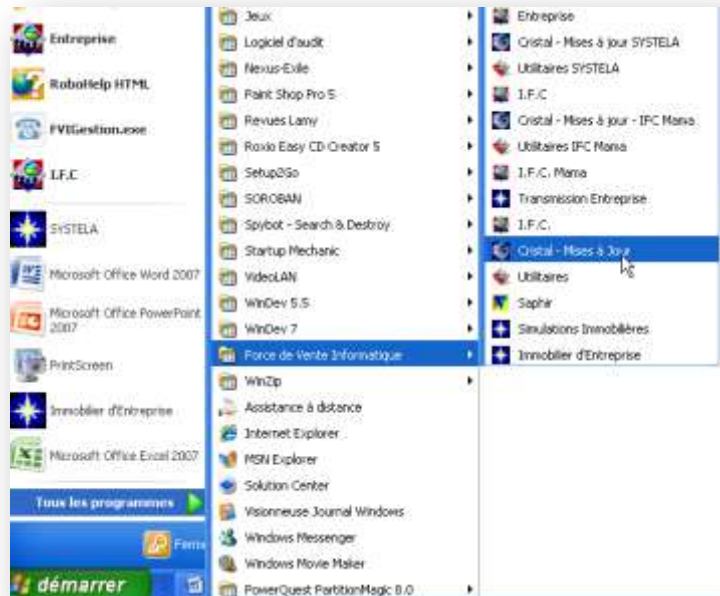 Entreprise
RoboHelp HTML
FVIGestion.exe
I.F.C
SYSTELA
Microsoft Office Word 2007
Microsoft Office PowerPoint
2007
PrintScreen
Immobilier d'Entreprise
Microsoft Office Excel 2007
Tous les programmes
Ferme
démarrer
Jeux
Logiciel d'audit
Nexus-Exile
Paint Shop Pro 5
Revues Lamy
Roxio Easy CD Creator 5
Setup2Go
SOROBAN
Spybot - Search & Destroy
Startup Mechanic
VideoLAN
WinDev 5.5
WinDev 7
Force de Vente Informatique
WinZip
Assistance à distance
Internet Explorer
MSN Explorer
Solution Center
Visionneuse Journal Windows
Windows Messenger
Windows Movie Maker
PowerQuest PartitionMagic 8.0
Entreprise
Cristal - Mises à jour SYSTELA
Utilitaires SYSTELA
I.F.C
Cristal - Mises à jour - IFC Mama
Utilitaires IFC Mama
I.F.C. Mama
Transmission Entreprise
I.F.C.
Cristal - Mises à Jour
Utilitaires
Saphir
Simulations Immobilières
Immobilier d'Entreprise